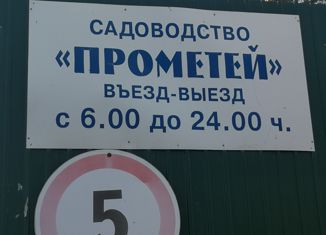 САДОВОДСТВО
«ПРОМЕТЕЙ»
ВЪЕЗД-ВЫЕЗД
с 6.00 до 24.00 ч.
5